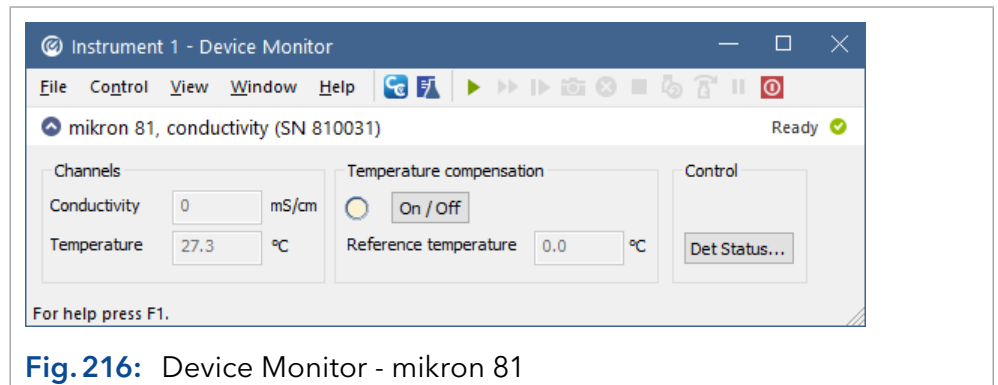 Instrument 1 - Device Monitor
File Control View Window Help
mikron 81, conductivity (SN 810031) Ready
Channels Temperature compensation Control
Conductivity 0 mS/cm On / Off
Temperature 27.3 °C Reference temperature 0.0 °C Det Status...
For help press F1.
Fig. 216: Device Monitor - mikron 81